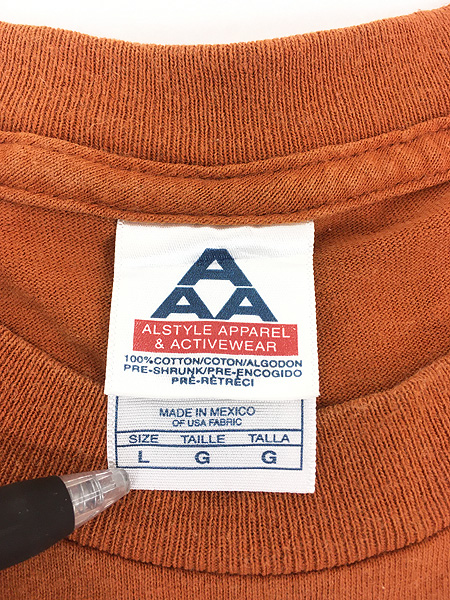 A
AA
ALSTYLE APPAREL
& ACTIVEWEAR
100% COTTON/COTON/ALGODON
PRE-SHRUNK/PRE-ENCOGIDO
PRÉ-RÉTRÉCI
MADE IN MEXICO
OF USA FABRIC
SIZE TAILLE TALLA
L G G